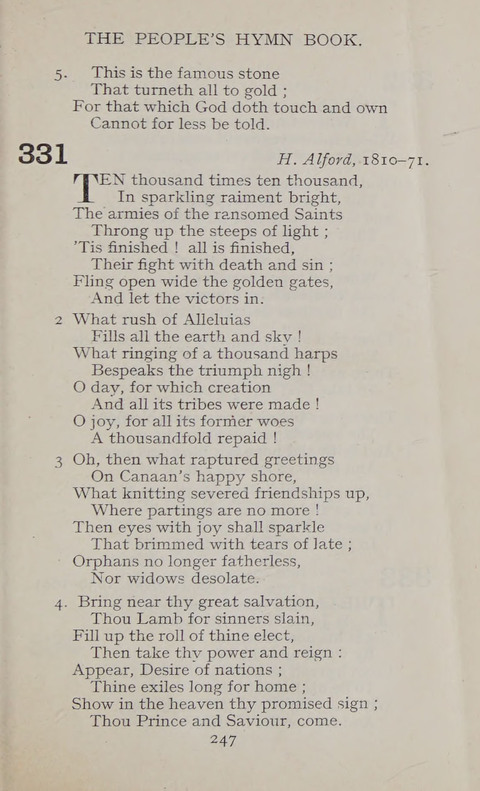 THE PEOPLE'S HYMN BOOK.
5. This is the famous stone
That turneth all to gold ;
For that which God doth touch and own
Cannot for less be told.
331
H. Alford, 1810–71.
TEN thousand times ten thousand,
In sparkling raiment bright,
The armies of the ransomed Saints
Throng up the steeps of light ;
'Tis finished ! all is finished,
Their fight with death and sin ;
Fling open wide the golden gates,
And let the victors in.
2 What rush of Alleluias
Fills all the earth and sky !
What ringing of a thousand harps
Bespeaks the triumph nigh !
O day, for which creation
And all its tribes were made !
O joy, for all its former woes
A thousandfold repaid !
3 Oh, then what raptured greetings
On Canaan's happy shore,
What knitting severed friendships up,
Where partings are no more !
Then eyes with joy shall sparkle
That brimmed with tears of late ;
Orphans no longer fatherless,
Nor widows desolate.
4. Bring near thy great salvation,
Thou Lamb for sinners slain,
Fill up the roll of thine elect,
Then take thy power and reign :
Appear, Desire of nations ;
Thine exiles long for home ;
Show in the heaven thy promised sign ;
Thou Prince and Saviour, come.
247